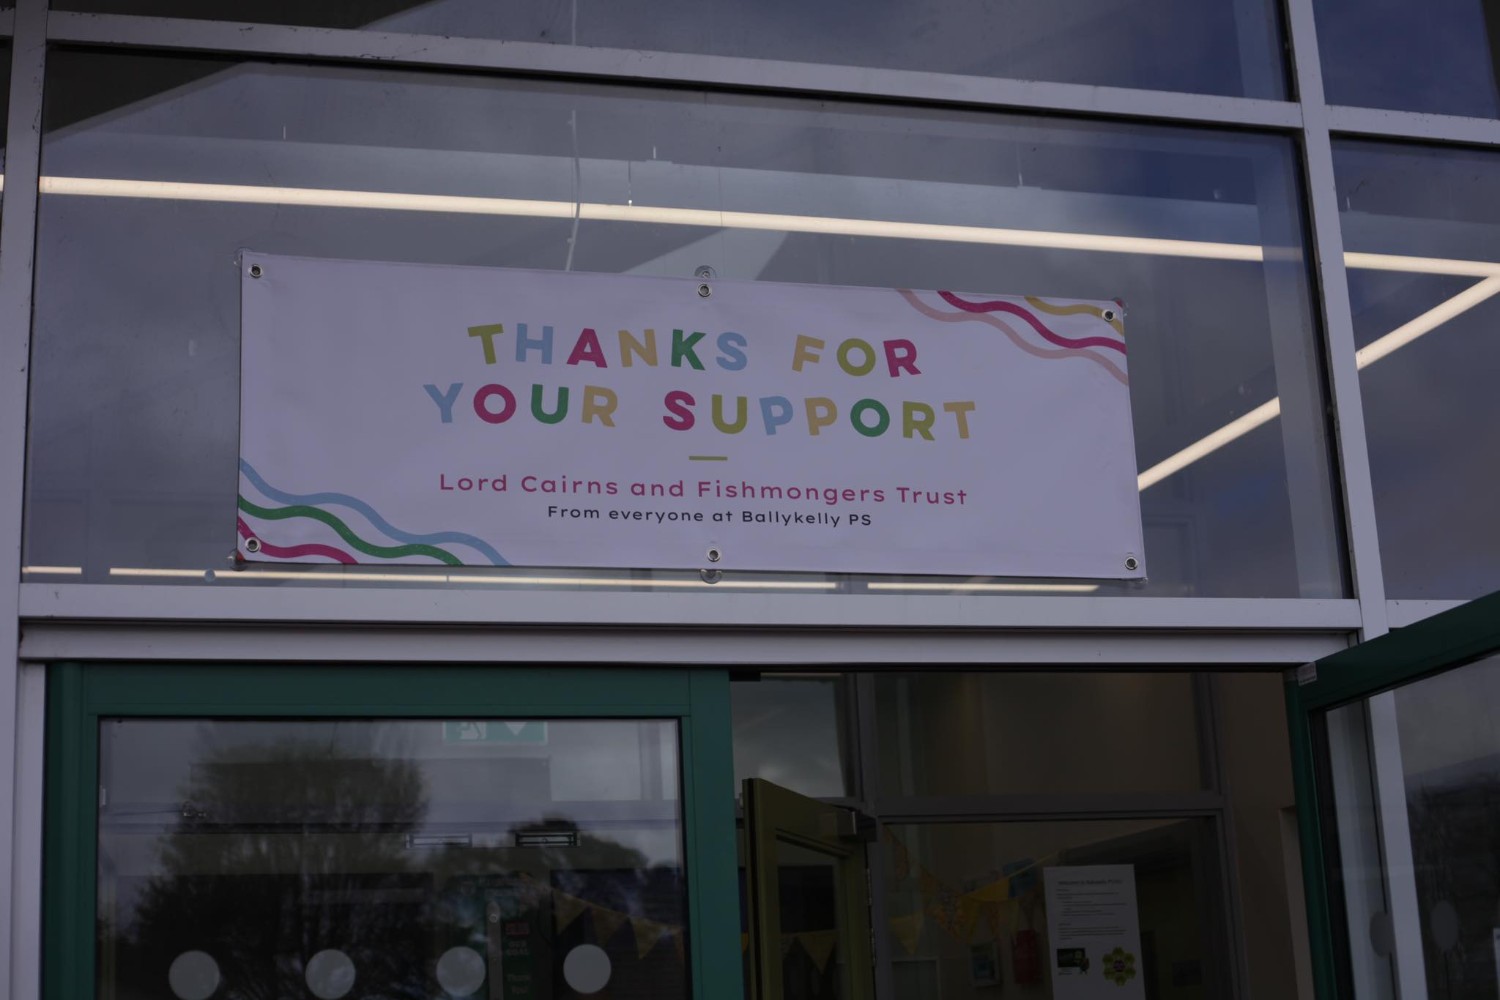 THANKS FOR
YOUR SUPPORT
Lord Cairns and Fishmongers Trust
From everyone at Ballykelly PS